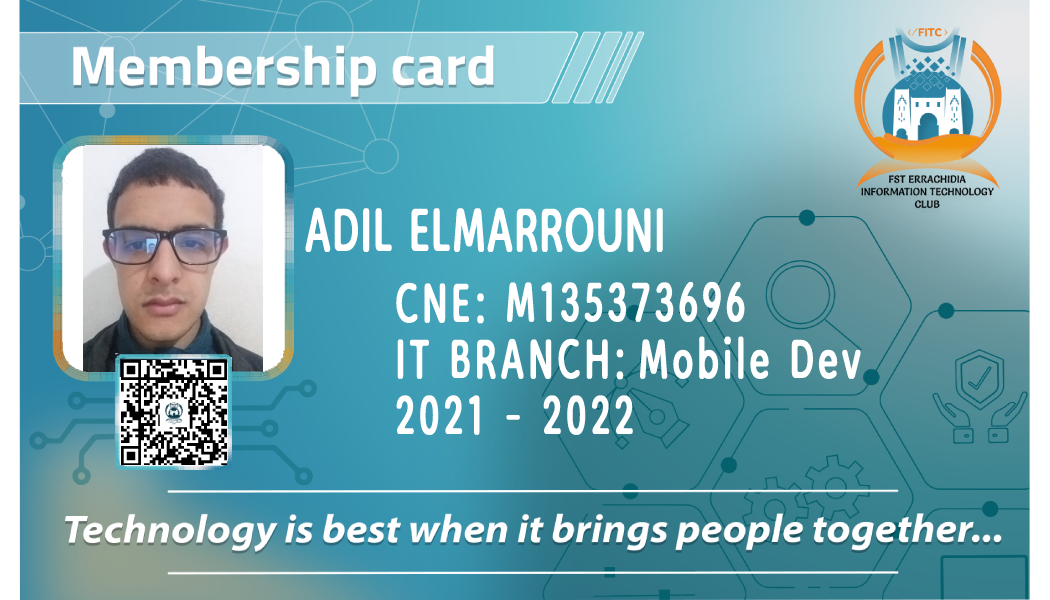 Membership card
</FITC>
FST ERRACHIDIA
INFORMATION TECHNOLOGY
CLUB
ADIL ELMARROUNI
CNE: M135373696
IT BRANCH: Mobile Dev
2021 - 2022
Technology is best when it brings people together...